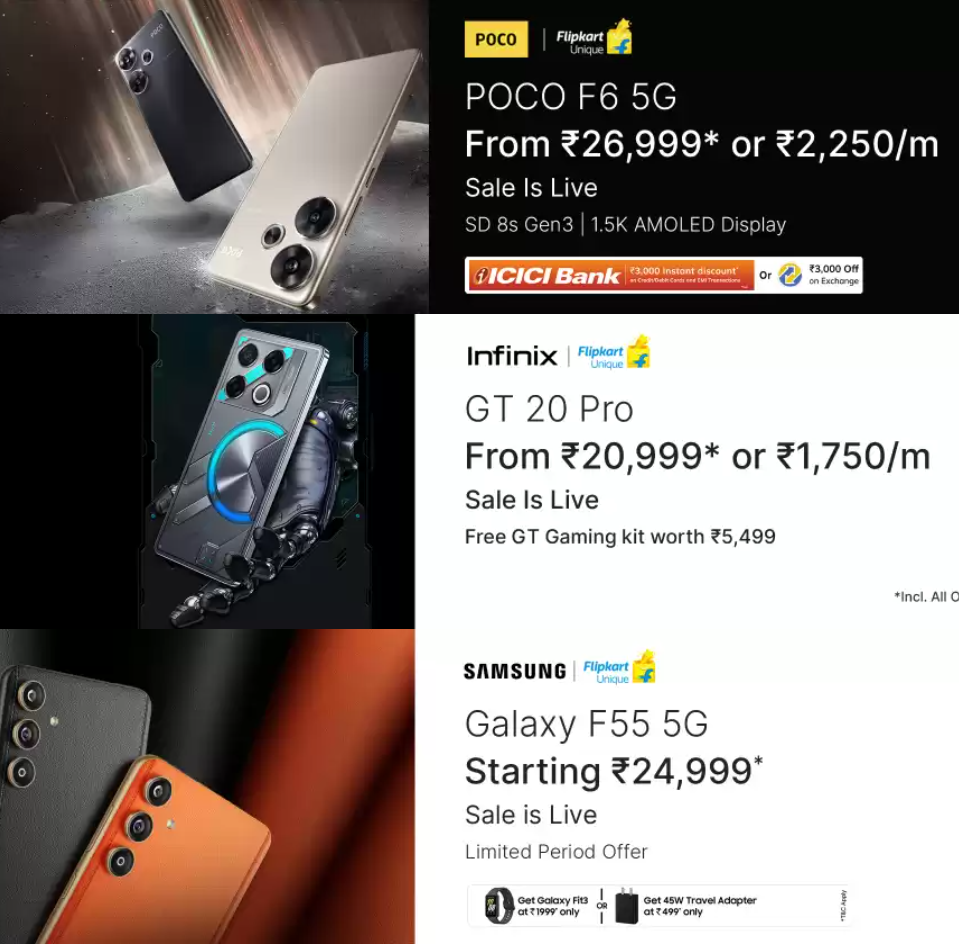 POCO | Flipkart Unique
POCO F6 5G
From ₹26,999* or ₹2,250/m
Sale Is Live
SD 8s Gen3 | 1.5K AMOLED Display
ICICI Bank | ₹3,000 Instant discount*
on Credit/Debit Cards and EMI Transactions
Or
₹3,000 Off
on Exchange
POCO
Infinix | Flipkart Unique
GT 20 Pro
From ₹20,999* or ₹1,750/m
Sale Is Live
Free GT Gaming kit worth ₹5,499
*Incl. All O
SAMSUNG | Flipkart Unique
Galaxy F55 5G
Starting ₹24,999*
Sale is Live
Limited Period Offer
Get Galaxy Fit3
at ₹1999* only
OR
Get 45W Travel Adapter
at ₹499* only
*T&C Apply